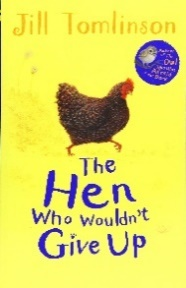 Jill Tomlinson
The
Hen
Who Wouldn't
Give Up